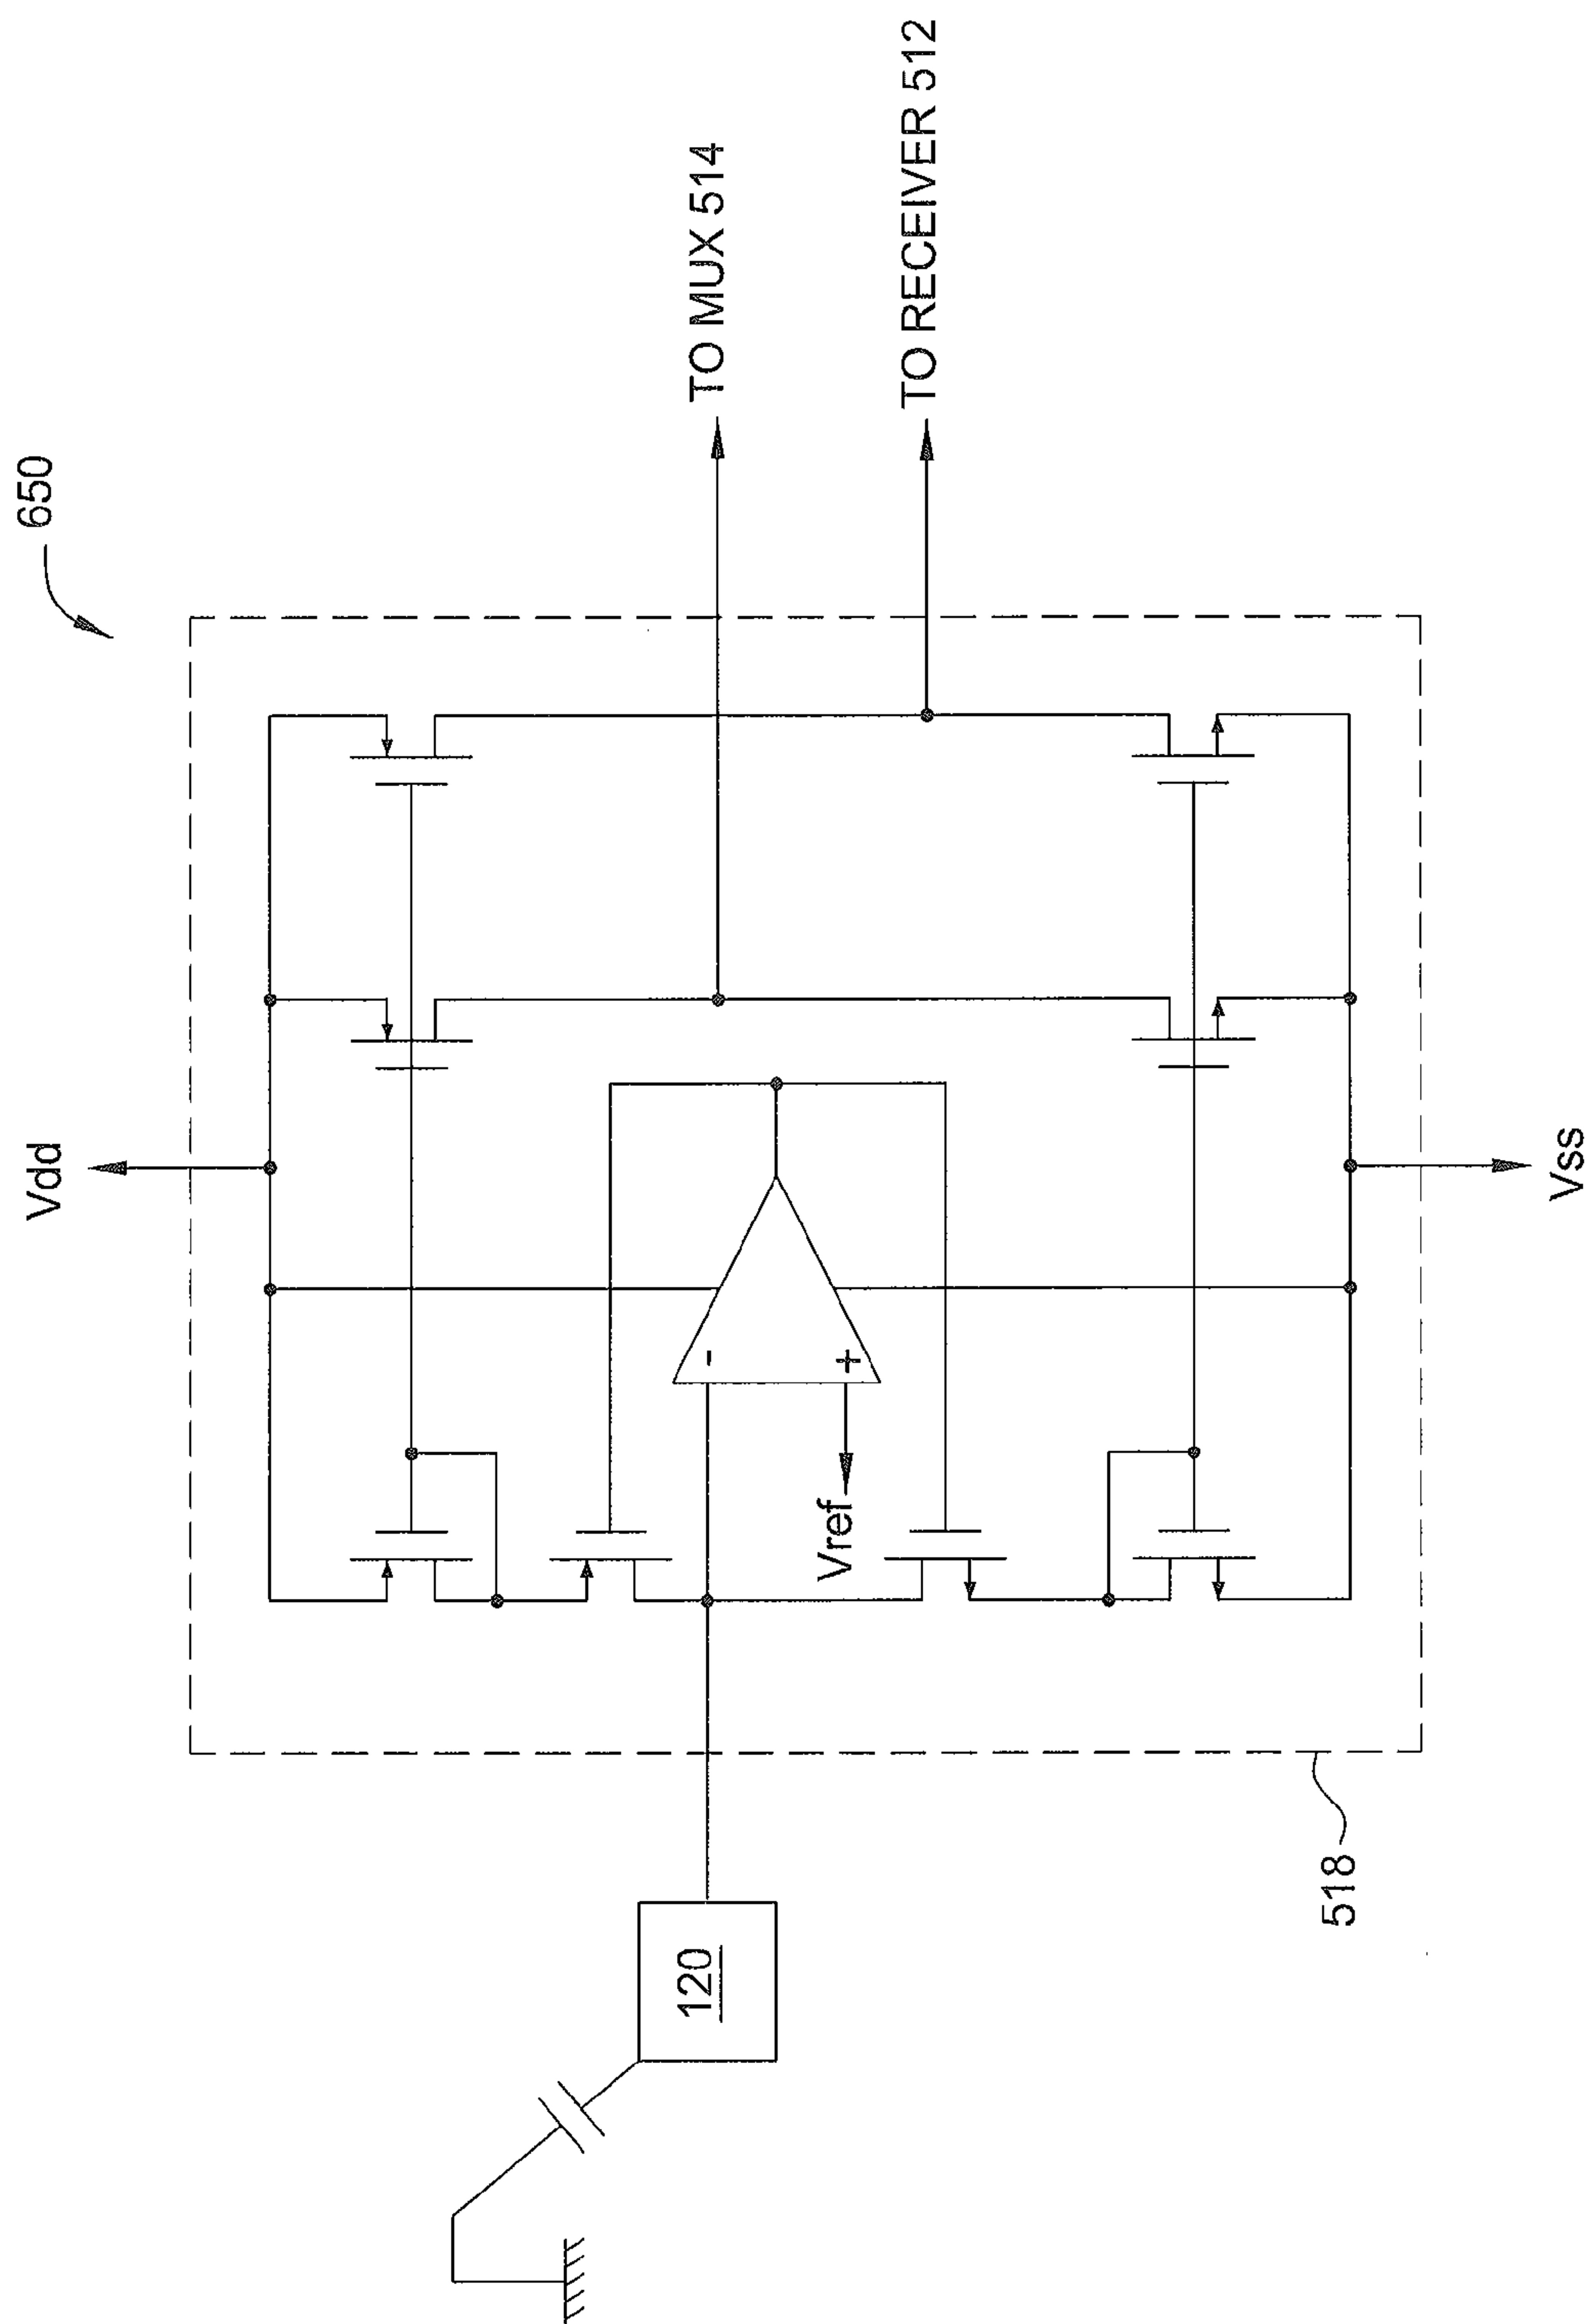 650
Vdd
TO MUX 514
TO RECEIVER 512
-
+
Vref
120
518
Vss